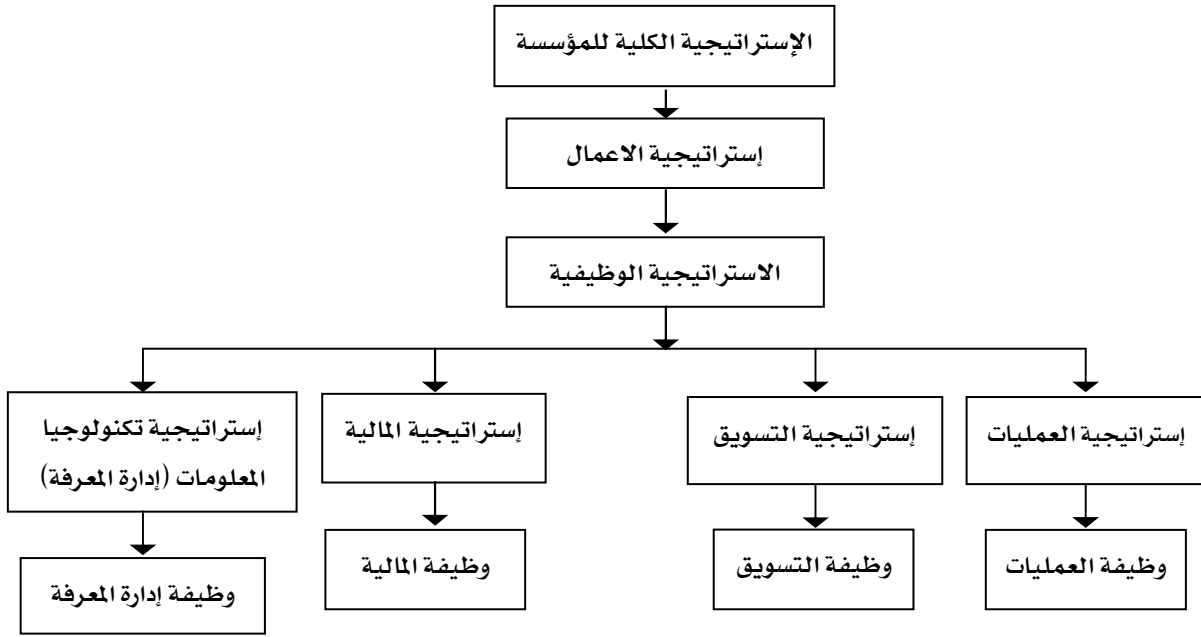 الإستراتيجية الكلية للمؤسسة
إستراتيجية الاعمال
الاستراتيجية الوظيفية
إستراتيجية العمليات
إستراتيجية التسويق
إستراتيجية المالية
إستراتيجية تكنولوجيا
المعلومات (إدارة المعرفة)
وظيفة العمليات
وظيفة التسويق
وظيفة المالية
وظيفة إدارة المعرفة